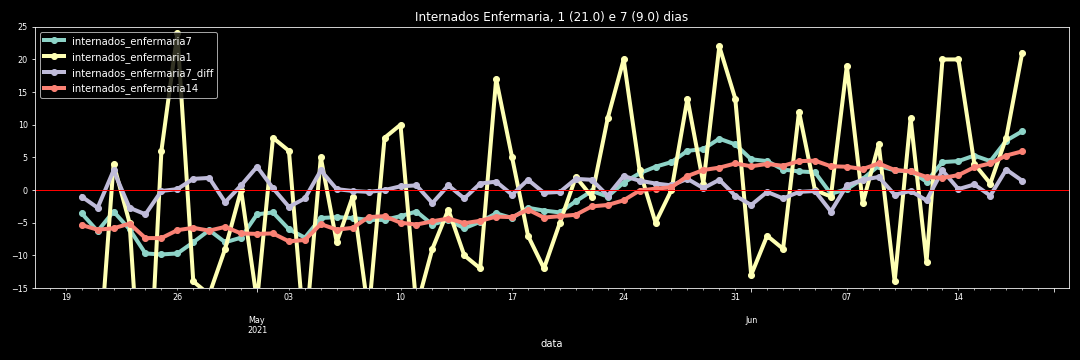 Internados Enfermaria, 1 (21.0) e 7 (9.0) dias
25
20
15
10
5
0
−5
−10
−15
internados_enfermaria7
internados_enfermaria1
internados_enfermaria7_diff
internados_enfermaria14
19 26 03 10 17 24 31 07 14
May Jun
2021
data